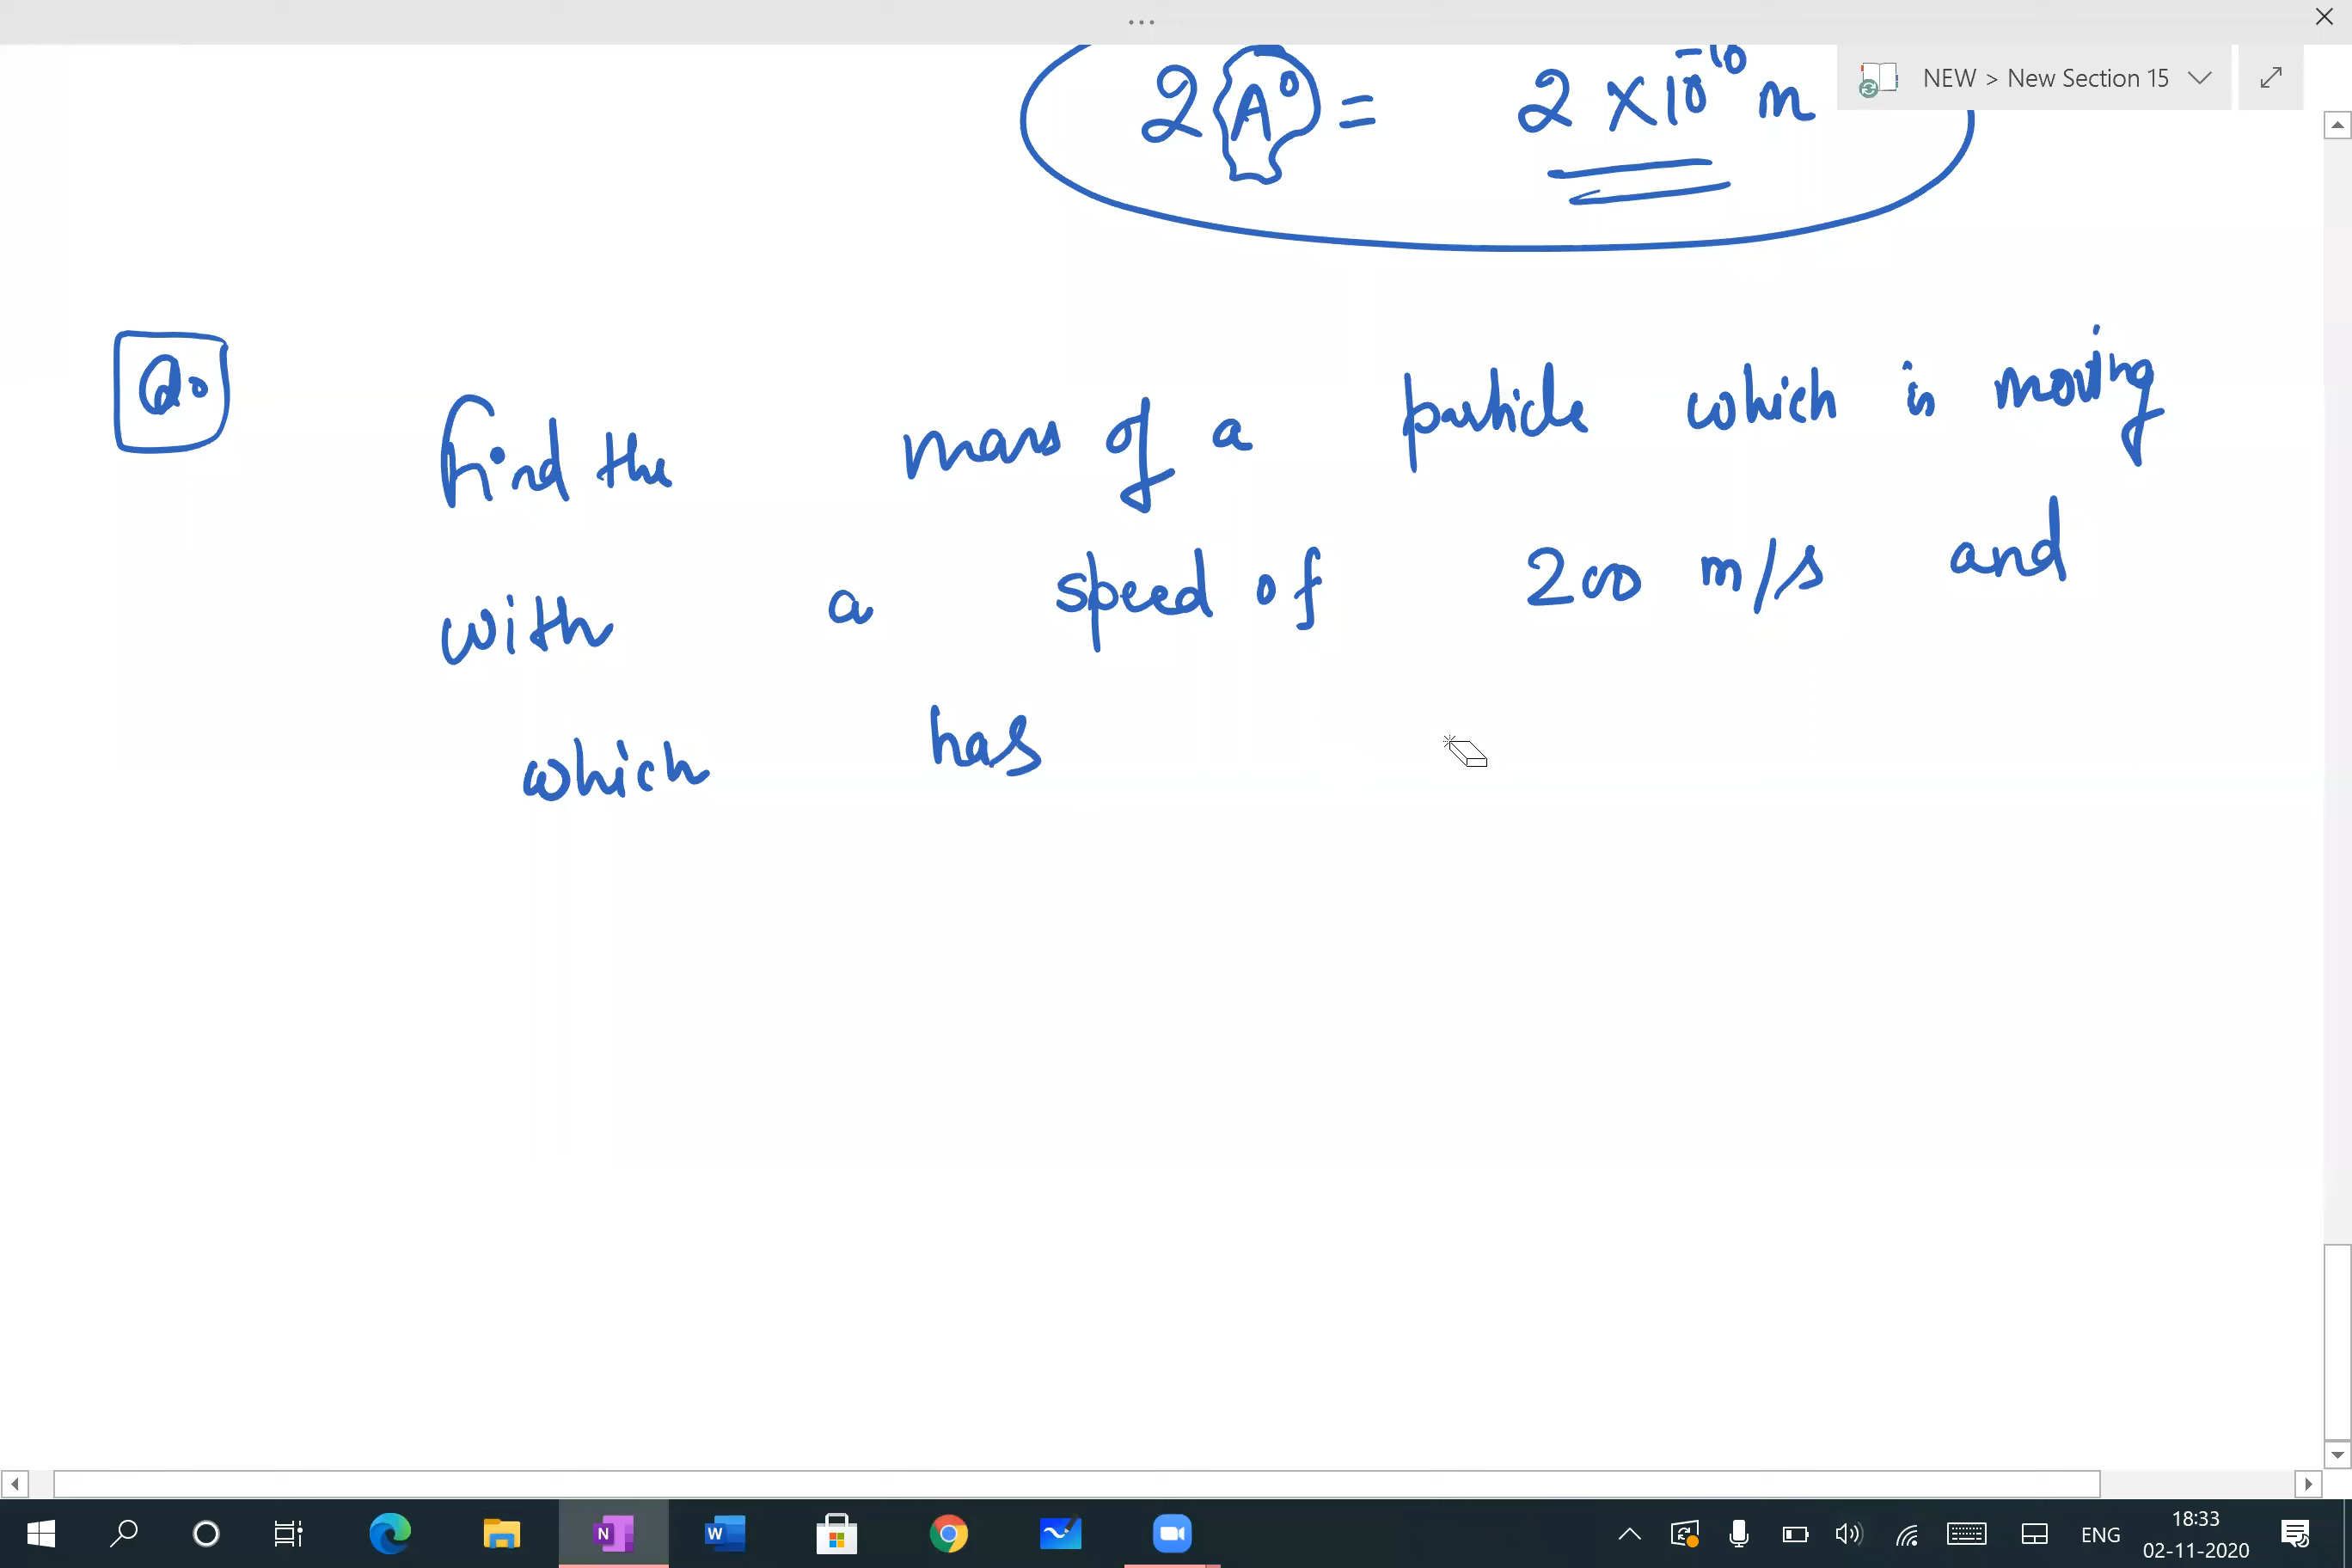 NEW > New Section 15
2 A° = 2 × 10⁻¹⁰ m
Q.
Find the mass of a particle which is moving
with a speed of 200 m/s and
which has
N
W
ENG
18:33
02-11-2020